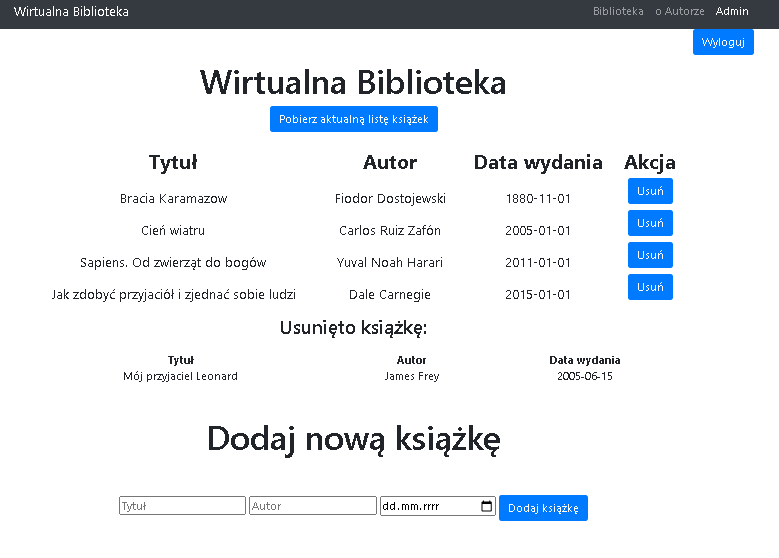 Wirtualna Biblioteka Biblioteka o Autorze Admin
Wyloguj
Wirtualna Biblioteka
Pobierz aktualną listę książek
Tytuł Autor Data wydania Akcja
Bracia Karamazow Fiodor Dostojewski 1880-11-01 Usuń
Cień wiatru Carlos Ruiz Zafón 2005-01-01 Usuń
Sapiens. Od zwierząt do bogów Yuval Noah Harari 2011-01-01 Usuń
Jak zdobyć przyjaciół i zjednać sobie ludzi Dale Carnegie 2015-01-01 Usuń
Usunięto książkę:
Tytuł Autor Data wydania
Mój przyjaciel Leonard James Frey 2005-06-15
Dodaj nową książkę
Tytuł Autor dd.mm.rrrr Dodaj książkę